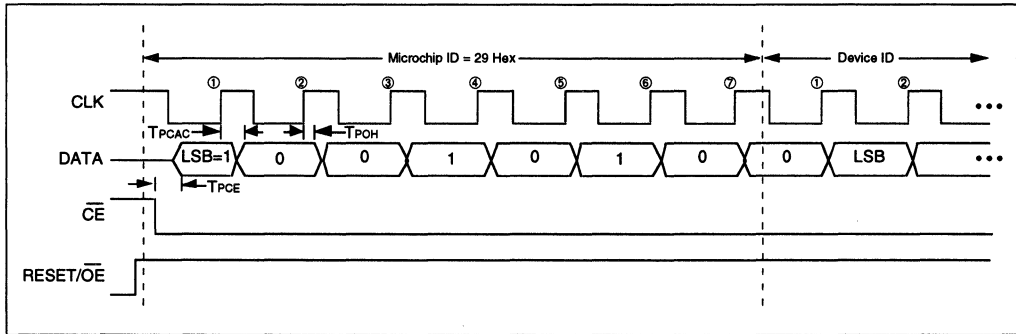 Microchip ID = 29 Hex
Device ID
① ② ③ ④ ⑤ ⑥ ⑦ ① ②
CLK
•••
TPCAC
TPOH
DATA
LSB=1 0 0 1 0 1 0 0 LSB
•••
TPCE
CE
RESET/OE